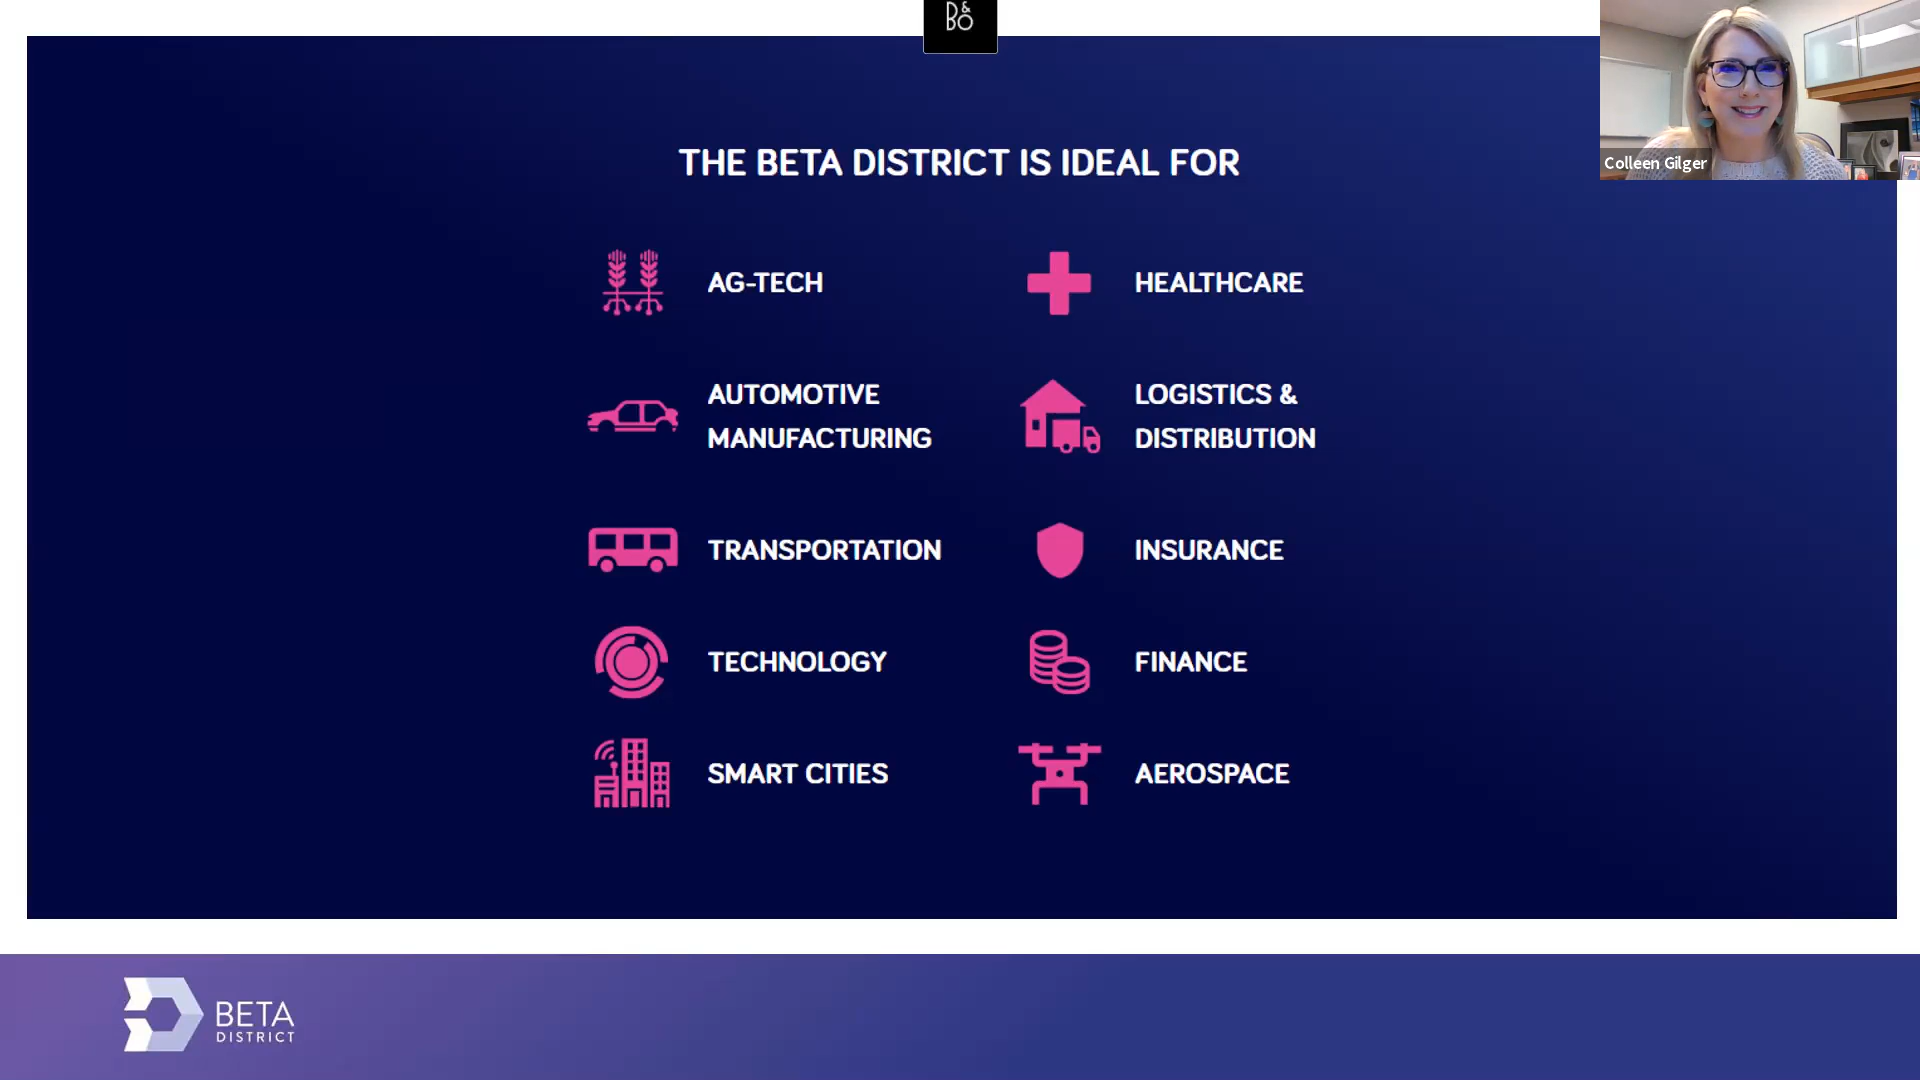 B&
BO
Colleen Gilger
THE BETA DISTRICT IS IDEAL FOR
AG-TECH
HEALTHCARE
AUTOMOTIVE
MANUFACTURING
LOGISTICS &
DISTRIBUTION
TRANSPORTATION
INSURANCE
TECHNOLOGY
FINANCE
SMART CITIES
AEROSPACE
BETA
DISTRICT